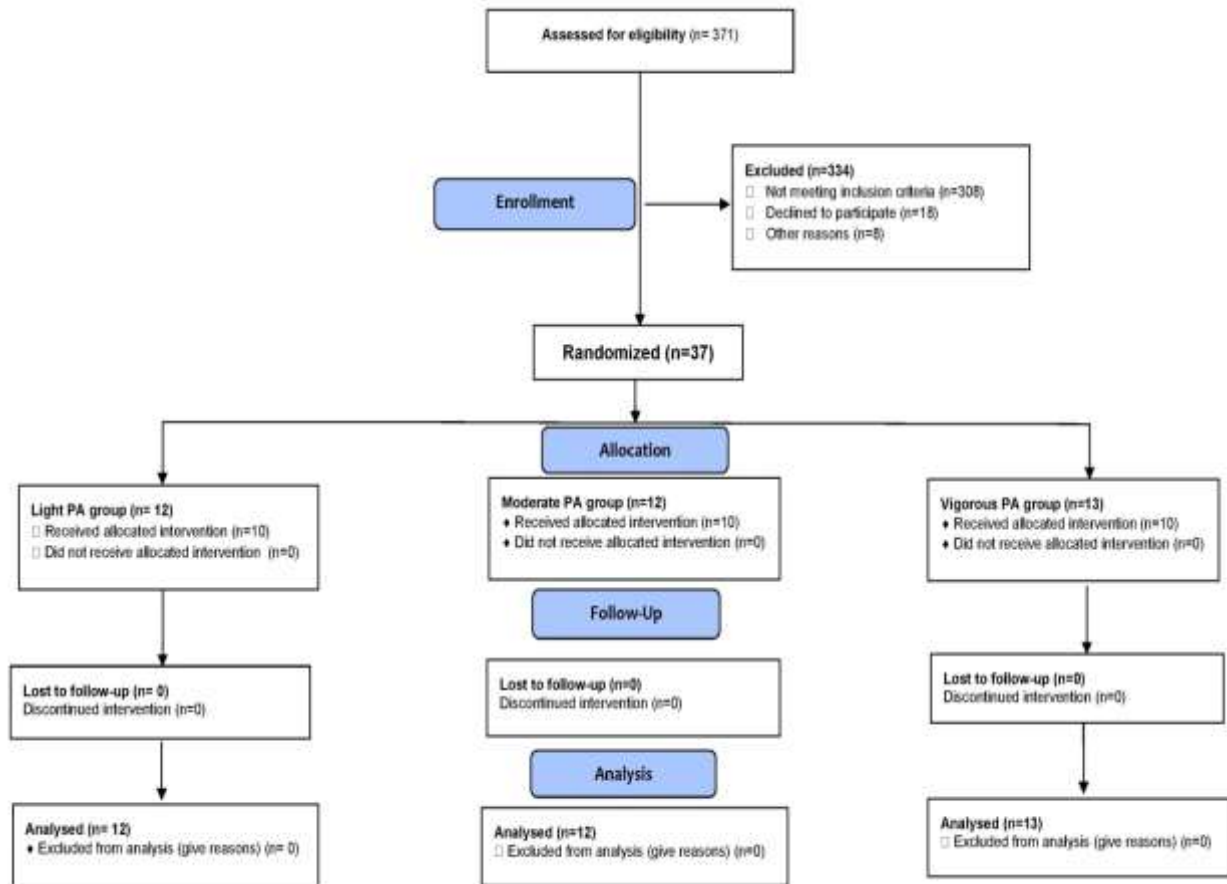 Assessed for eligibility (n= 371)
Enrollment
Excluded (n=334)
▯ Not meeting inclusion criteria (n=308)
▯ Declined to participate (n=18)
▯ Other reasons (n=8)
Randomized (n=37)
Allocation
Light PA group (n= 12)
▯ Received allocated intervention (n=10)
▯ Did not receive allocated intervention (n=0)
Moderate PA group (n=12)
♦ Received allocated intervention (n=10)
♦ Did not receive allocated intervention (n=0)
Vigorous PA group (n=13)
♦ Received allocated intervention (n=10)
♦ Did not receive allocated intervention (n=0)
Follow-Up
Lost to follow-up (n= 0)
Discontinued intervention (n=0)
Lost to follow-up (n=0)
Discontinued intervention (n=0)
Lost to follow-up (n=0)
Discontinued intervention (n=0)
Analysis
Analysed (n= 12)
♦ Excluded from analysis (give reasons) (n= 0)
Analysed (n=12)
▯ Excluded from analysis (give reasons) (n=0)
Analysed (n=13)
▯ Excluded from analysis (give reasons) (n=0)